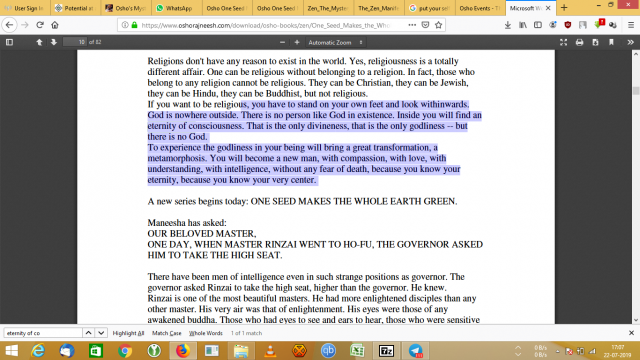 User Sign In
Potential at
Osho's Myst
WhatsApp
Osho One Seed
Osho One Seed
Zen_The_Myste
The_Zen_Manif
put your self
Osho Events - T
Microsoft Wo
https://www.oshorajneesh.com/download/osho-books/zen/One_Seed_Makes_the_Who
Search
10 of 82
Automatic Zoom
Religions don't have any reason to exist in the world. Yes, religiousness is a totally
different affair. One can be religious without belonging to a religion. In fact, those who
belong to any religion cannot be religious. They can be Christian, they can be Jewish,
they can be Hindu, they can be Buddhist, but not religious.
If you want to be religious, you have to stand on your own feet and look withinwards.
God is nowhere outside. There is no person like God in existence. Inside you will find an
eternity of consciousness. That is the only divineness, that is the only godliness -- but
there is no God.
To experience the godliness in your being will bring a great transformation, a
metamorphosis. You will become a new man, with compassion, with love, with
understanding, with intelligence, without any fear of death, because you know your
eternity, because you know your very center.
A new series begins today: ONE SEED MAKES THE WHOLE EARTH GREEN.
Maneesha has asked:
OUR BELOVED MASTER,
ONE DAY, WHEN MASTER RINZAI WENT TO HO-FU, THE GOVERNOR ASKED
HIM TO TAKE THE HIGH SEAT.
There have been men of intelligence even in such strange positions as governor. The
governor asked Rinzai to take the high seat, higher than the governor. He knew.
Rinzai is one of the most beautiful masters. He had more enlightened disciples than any
other master. His very air was that of enlightenment. His eyes were those of any
awakened buddha. Those who had eyes to see and ears to hear, those who were sensitive
eternity of co
Highlight All Match Case Whole Words 1 of 1 match
0 B/s
0 B/s
17:07
22-07-2019